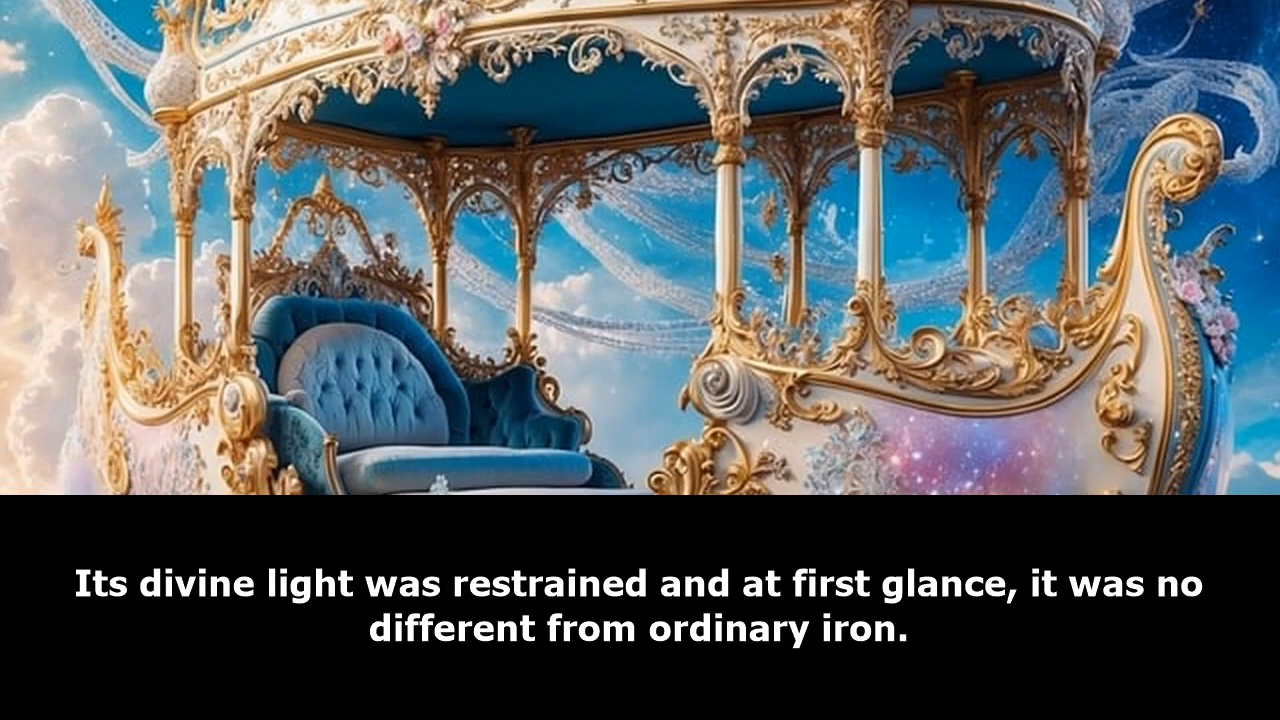 Its divine light was restrained and at first glance, it was no
different from ordinary iron.